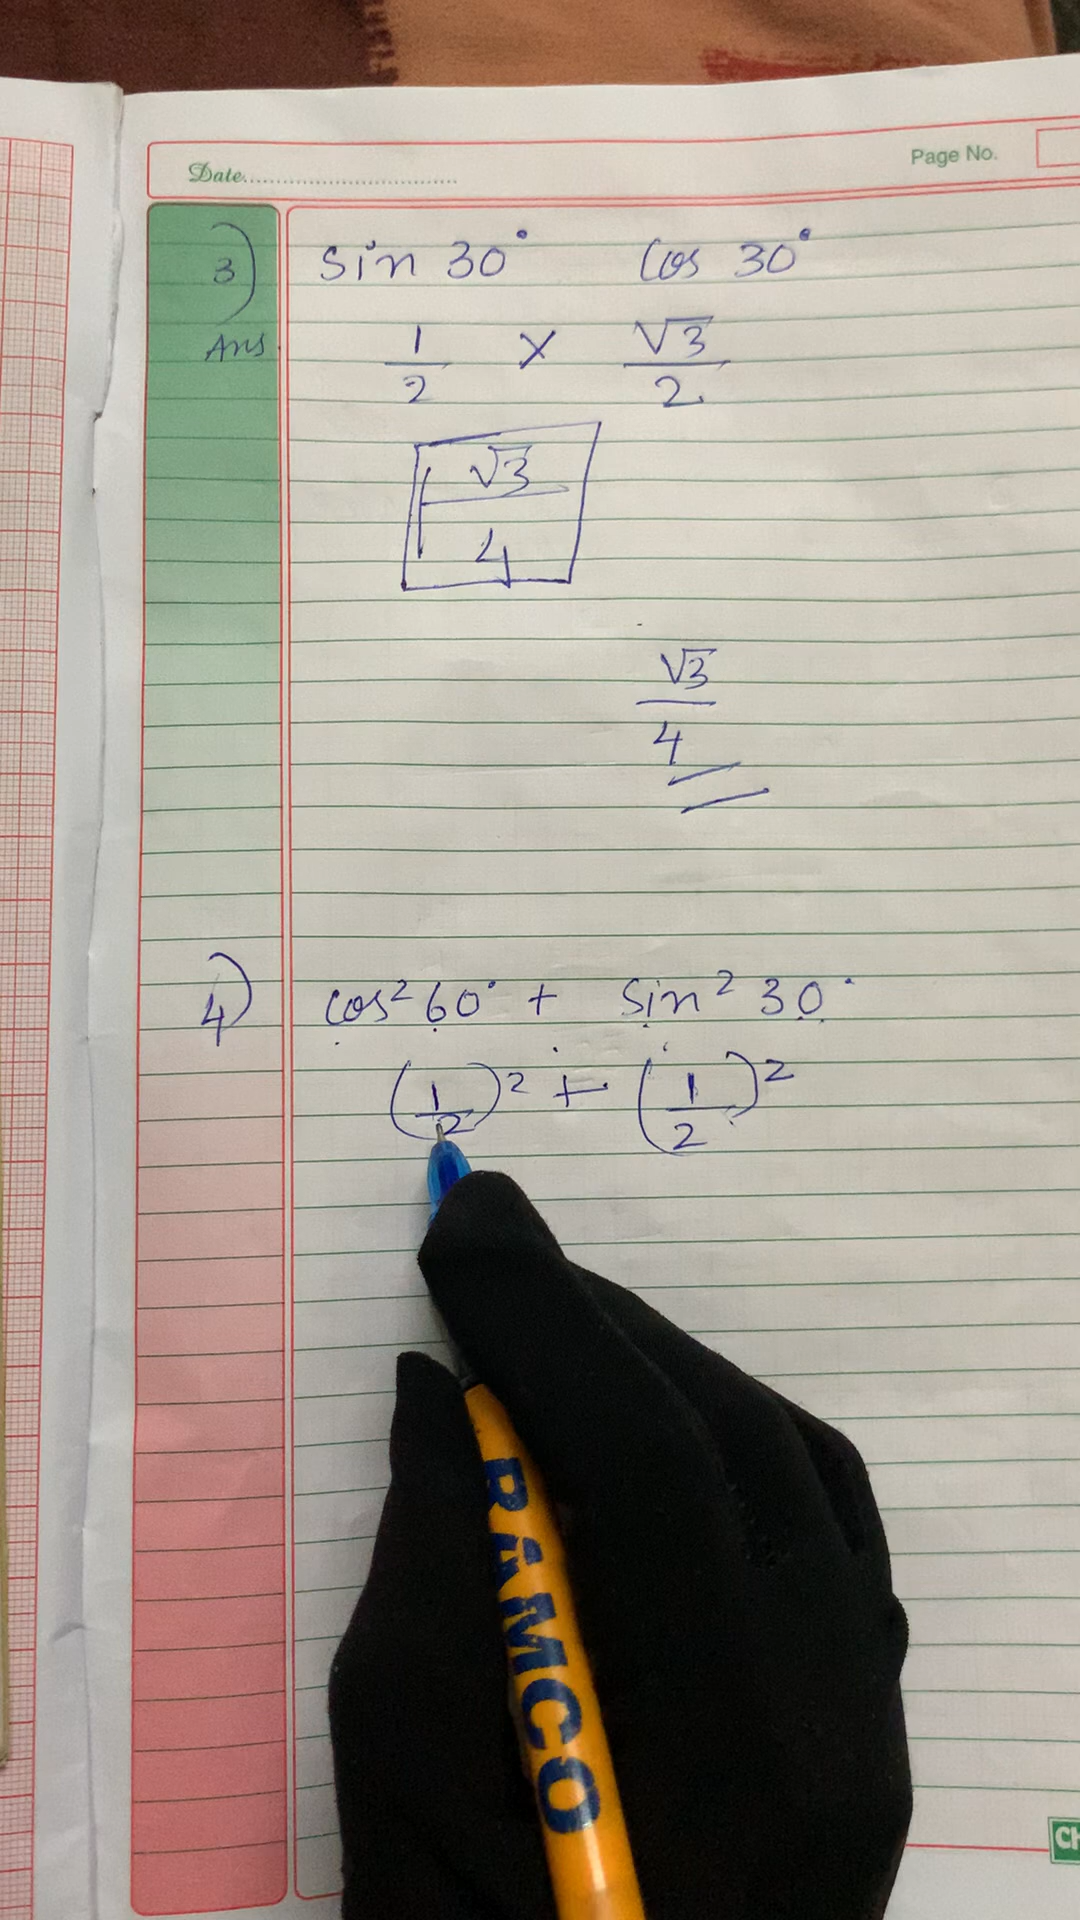 Date..............................
Page No.
3) sin 30° cos 30°
Ans 1/2 × √3/2
√3/4
√3/4
4) cos² 60° + sin² 30°
(1/2)² + (1/2)²
RAMCO
CH